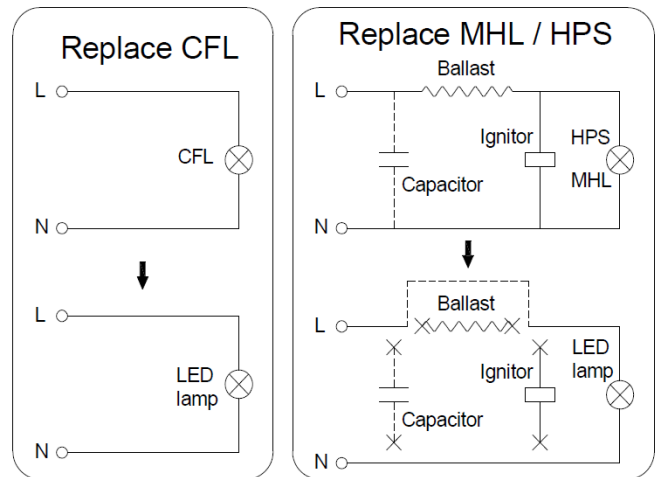 Replace CFL
L
CFL
N
L
LED
lamp
N
Replace MHL / HPS
Ballast
L
Ignitor
HPS
MHL
Capacitor
N
Ballast
L
Ignitor
LED
lamp
Capacitor
N